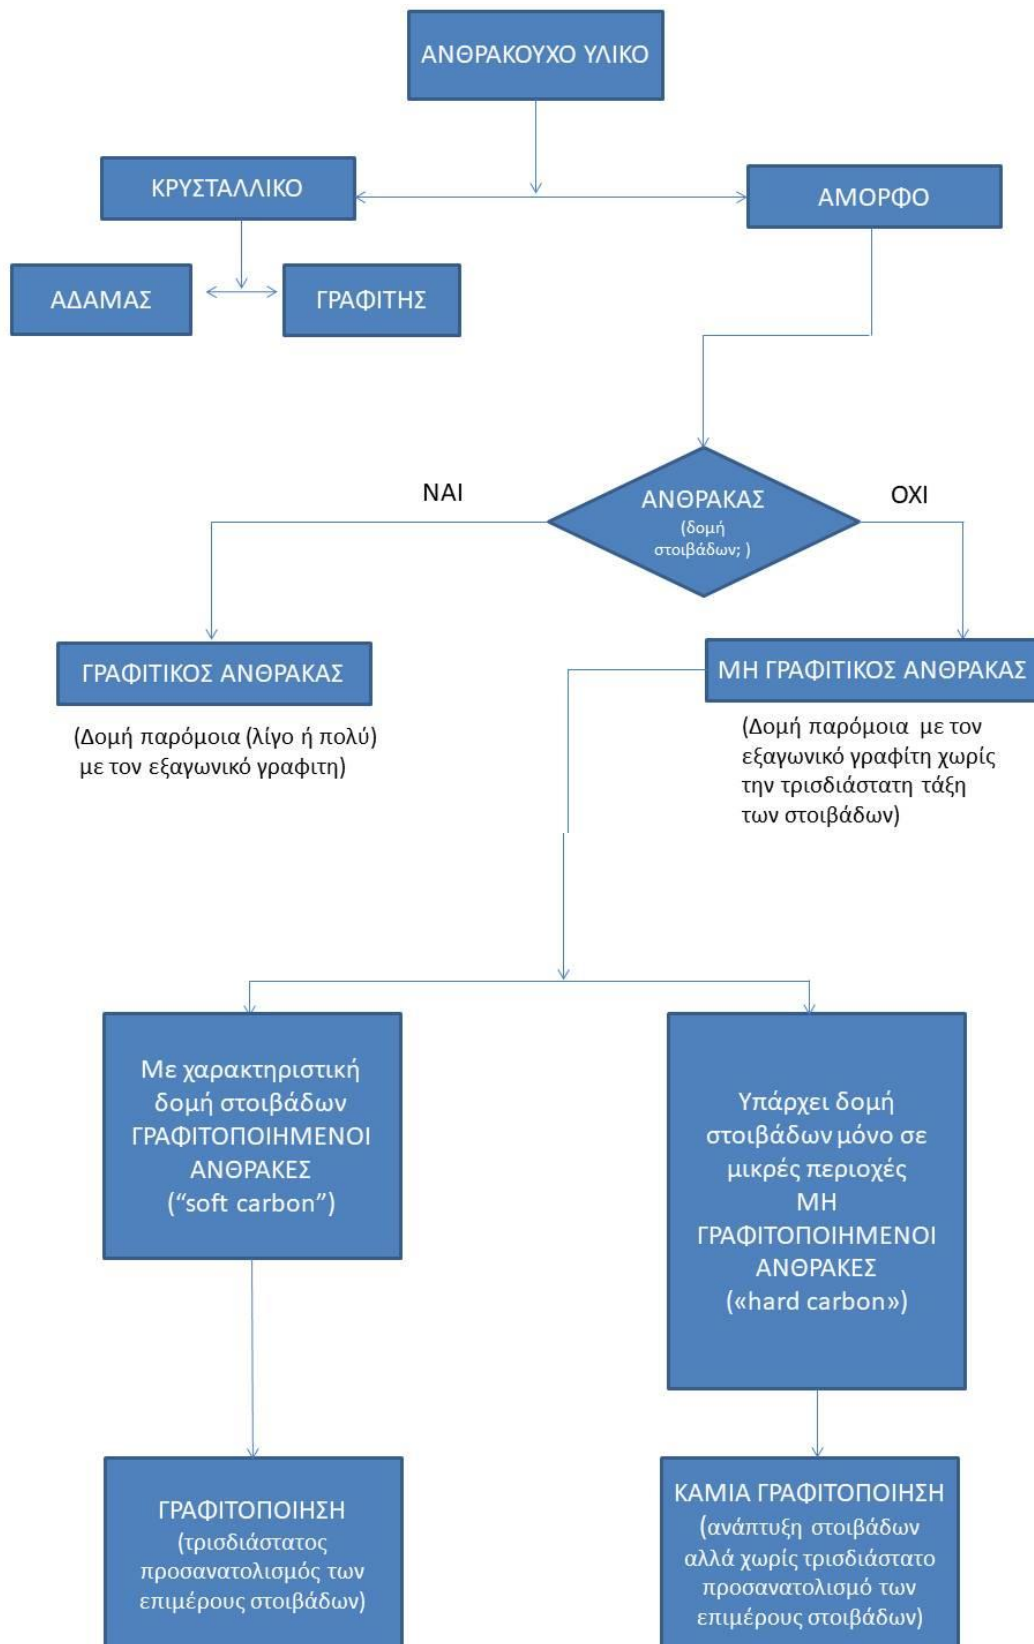 ΑΝΘΡΑΚΟΥΧΟ ΥΛΙΚΟ
ΚΡΥΣΤΑΛΛΙΚΟ
ΑΜΟΡΦΟ
ΑΔΑΜΑΣ
ΓΡΑΦΙΤΗΣ
ΝΑΙ
ΑΝΘΡΑΚΑΣ
(δομή
στοιβάδων; )
ΟΧΙ
ΓΡΑΦΙΤΙΚΟΣ ΑΝΘΡΑΚΑΣ
(Δομή παρόμοια (λίγο ή πολύ)
με τον εξαγωνικό γραφιτη)
ΜΗ ΓΡΑΦΙΤΙΚΟΣ ΑΝΘΡΑΚΑΣ
(Δομή παρόμοια με τον
εξαγωνικό γραφίτη χωρίς
την τρισδιάστατη τάξη
των στοιβάδων)
Με χαρακτηριστική
δομή στοιβάδων
ΓΡΑΦΙΤΟΠΟΙΗΜΕΝΟΙ
ΑΝΘΡΑΚΕΣ
(“soft carbon”)
Υπάρχει δομή
στοιβάδων μόνο σε
μικρές περιοχές
ΜΗ
ΓΡΑΦΙΤΟΠΟΙΗΜΕΝΟΙ
ΑΝΘΡΑΚΕΣ
(«hard carbon»)
ΓΡΑΦΙΤΟΠΟΙΗΣΗ
(τρισδιάστατος
προσανατολισμός των
επιμέρους στοιβάδων)
ΚΑΜΙΑ ΓΡΑΦΙΤΟΠΟΙΗΣΗ
(ανάπτυξη στοιβάδων
αλλά χωρίς τρισδιάστατο
προσανατολισμό των
επιμέρους στοιβάδων)